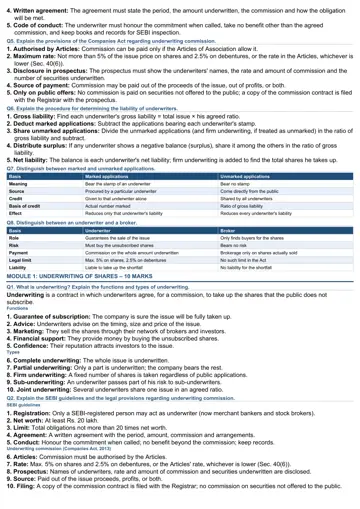 4. Written agreement: The agreement must state the period, the amount underwritten, the commission and how the obligation
will be met.
5. Code of conduct: The underwriter must honour the commitment when called, take no benefit other than the agreed
commission, and keep books and records for SEBI inspection.
Q5. Explain the provisions of the Companies Act regarding underwriting commission.
1. Authorised by Articles: Commission can be paid only if the Articles of Association allow it.
2. Maximum rate: Not more than 5% of the issue price on shares and 2.5% on debentures, or the rate in the Articles, whichever is
lower (Sec. 40(6)).
3. Disclosure in prospectus: The prospectus must show the underwriters' names, the rate and amount of commission and the
number of securities underwritten.
4. Source of payment: Commission may be paid out of the proceeds of the issue, out of profits, or both.
5. Only on public offers: No commission is paid on securities not offered to the public; a copy of the commission contract is filed
with the Registrar with the prospectus.
Q6. Explain the procedure for determining the liability of underwriters.
1. Gross liability: Find each underwriter's gross liability = total issue × his agreed ratio.
2. Deduct marked applications: Subtract the applications bearing each underwriter's stamp.
3. Share unmarked applications: Divide the unmarked applications (and firm underwriting, if treated as unmarked) in the ratio of
gross liability and subtract.
4. Distribute surplus: If any underwriter shows a negative balance (surplus), share it among the others in the ratio of gross
liability.
5. Net liability: The balance is each underwriter's net liability; firm underwriting is added to find the total shares he takes up.
Q7. Distinguish between marked and unmarked applications.
Basis Marked applications Unmarked applications
Meaning Bear the stamp of an underwriter Bear no stamp
Source Procured by a particular underwriter Come directly from the public
Credit Given to that underwriter alone Shared by all underwriters
Basis of credit Actual number marked Ratio of gross liability
Effect Reduces only that underwriter's liability Reduces every underwriter's liability
Q8. Distinguish between an underwriter and a broker.
Basis Underwriter Broker
Role Guarantees the sale of the issue Only finds buyers for the shares
Risk Must buy the unsubscribed shares Bears no risk
Payment Commission on the whole amount underwritten Brokerage only on shares actually sold
Legal limit Max. 5% on shares, 2.5% on debentures No such limit in the Act
Liability Liable to take up the shortfall No liability for the shortfall
MODULE 1: UNDERWRITING OF SHARES – 10 MARKS
Q1. What is underwriting? Explain the functions and types of underwriting.
Underwriting is a contract in which underwriters agree, for a commission, to take up the shares that the public does not
subscribe.
Functions
1. Guarantee of subscription: The company is sure the issue will be fully taken up.
2. Advice: Underwriters advise on the timing, size and price of the issue.
3. Marketing: They sell the shares through their network of brokers and investors.
4. Financial support: They provide money by buying the unsubscribed shares.
5. Confidence: Their reputation attracts investors to the issue.
Types
6. Complete underwriting: The whole issue is underwritten.
7. Partial underwriting: Only a part is underwritten; the company bears the rest.
8. Firm underwriting: A fixed number of shares is taken regardless of public applications.
9. Sub-underwriting: An underwriter passes part of his risk to sub-underwriters.
10. Joint underwriting: Several underwriters share one issue in an agreed ratio.
Q2. Explain the SEBI guidelines and the legal provisions regarding underwriting commission.
SEBI guidelines
1. Registration: Only a SEBI-registered person may act as underwriter (now merchant bankers and stock brokers).
2. Net worth: At least Rs. 20 lakh.
3. Limit: Total obligations not more than 20 times net worth.
4. Agreement: A written agreement with the period, amount, commission and arrangements.
5. Conduct: Honour the commitment when called; no benefit beyond the commission; keep records.
Underwriting commission (Companies Act, 2013)
6. Articles: Commission must be authorised by the Articles.
7. Rate: Max. 5% on shares and 2.5% on debentures, or the Articles' rate, whichever is lower (Sec. 40(6)).
8. Prospectus: Names of underwriters, rate and amount of commission and securities underwritten are disclosed.
9. Source: Paid out of the issue proceeds, profits, or both.
10. Filing: A copy of the commission contract is filed with the Registrar; no commission on securities not offered to the public.